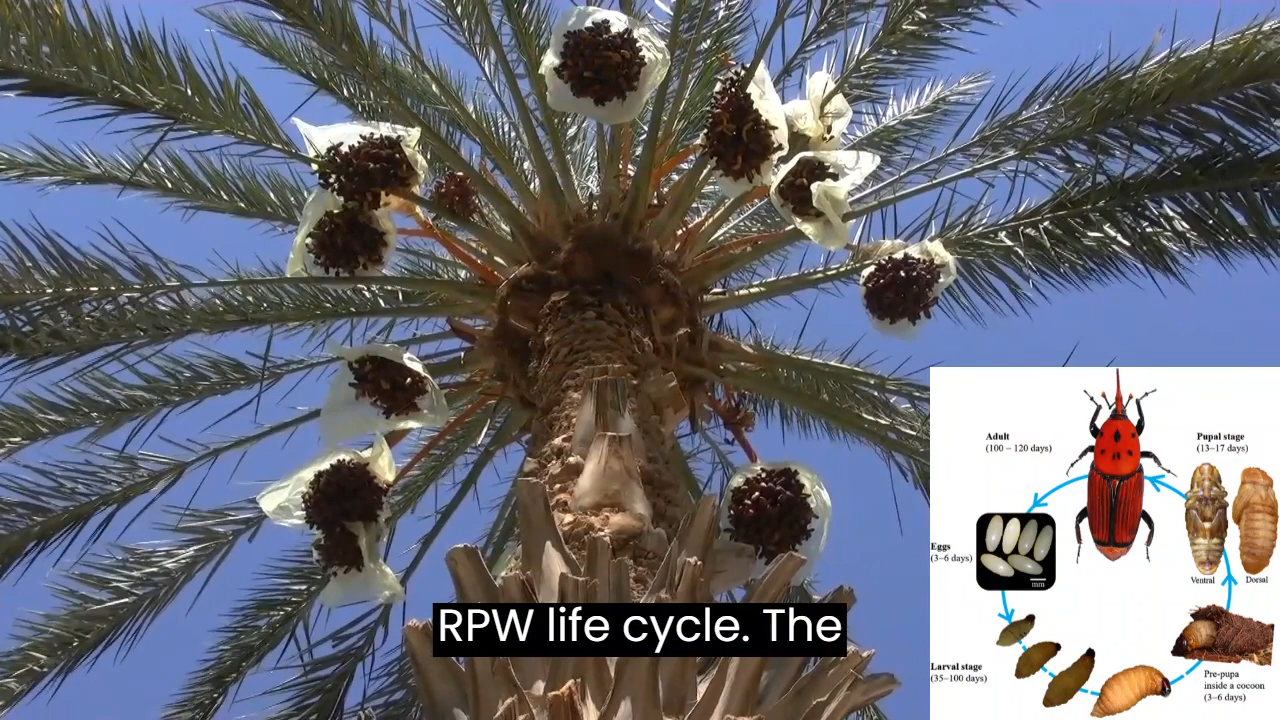 Adult
(100 – 120 days)
Pupal stage
(13–17 days)
Eggs
(3–6 days)
mm
Ventral
Dorsal
RPW life cycle. The
Larval stage
(35–100 days)
Pre-pupa
inside a cocoon
(3–6 days)